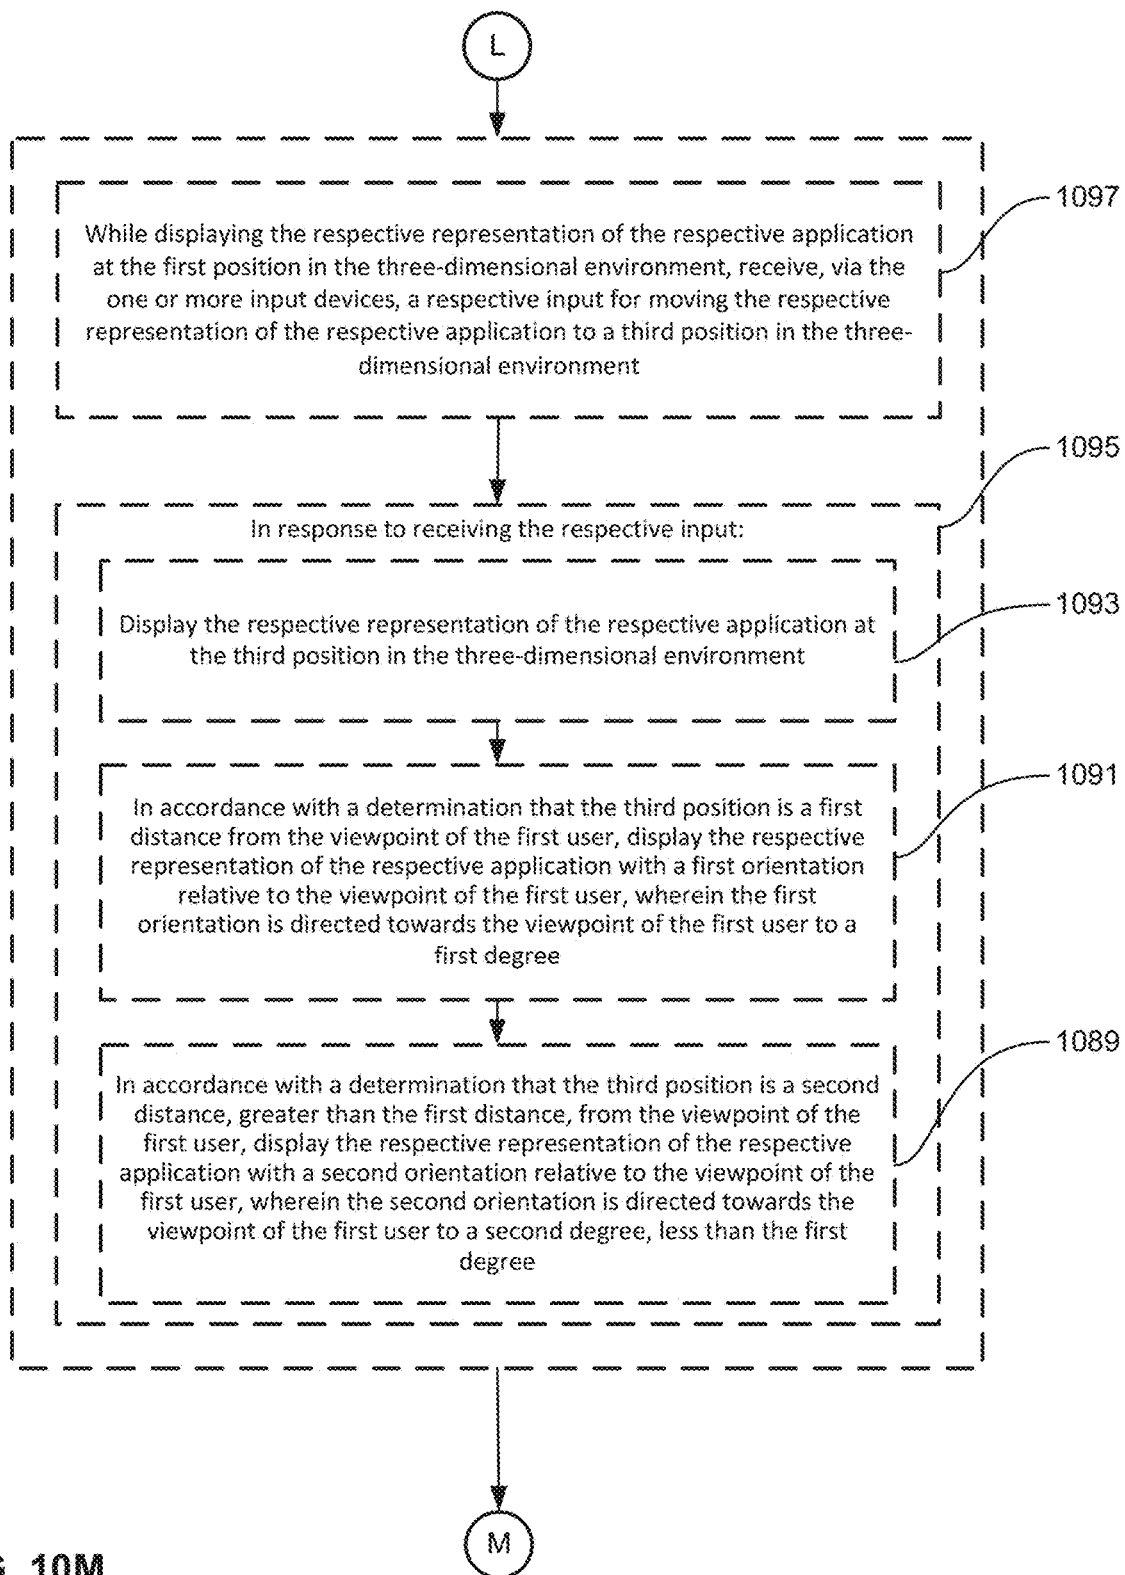 L
While displaying the respective representation of the respective application
at the first position in the three-dimensional environment, receive, via the
one or more input devices, a respective input for moving the respective
representation of the respective application to a third position in the three-
dimensional environment
1097
1095
In response to receiving the respective input:
1093
Display the respective representation of the respective application at
the third position in the three-dimensional environment
1091
In accordance with a determination that the third position is a first
distance from the viewpoint of the first user, display the respective
representation of the respective application with a first orientation
relative to the viewpoint of the first user, wherein the first
orientation is directed towards the viewpoint of the first user to a
first degree
1089
In accordance with a determination that the third position is a second
distance, greater than the first distance, from the viewpoint of the
first user, display the respective representation of the respective
application with a second orientation relative to the viewpoint of the
first user, wherein the second orientation is directed towards the
viewpoint of the first user to a second degree, less than the first
degree
M
10M